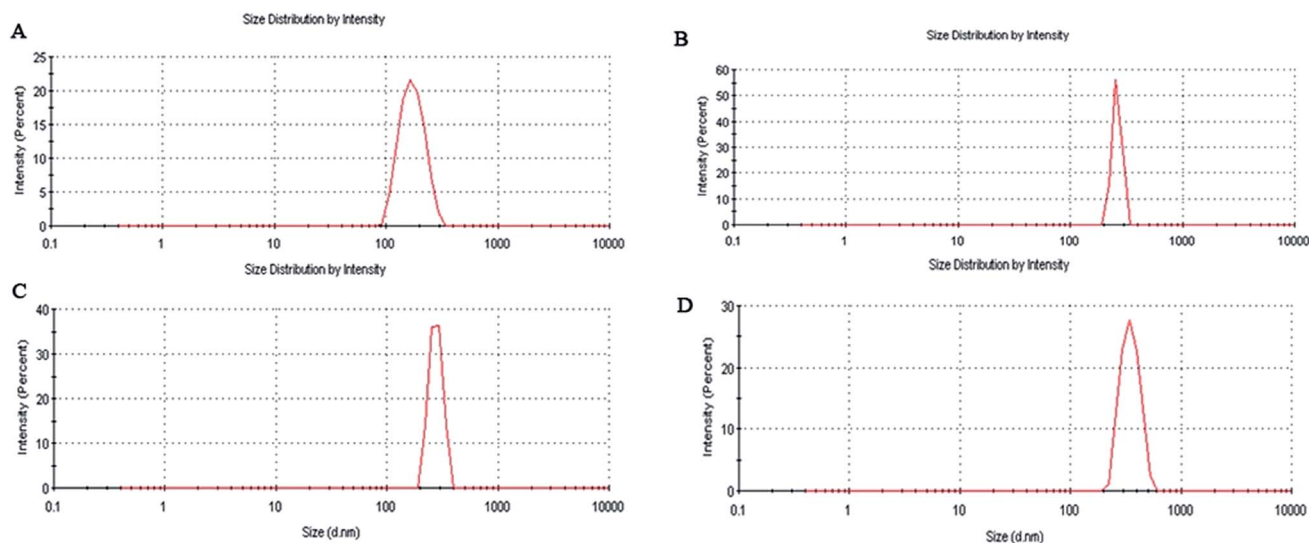 A
Size Distribution by Intensity
Intensity (Percent)
25
20
15
10
5
0
0.1 1 10 100 1000 10000
B
Size Distribution by Intensity
Intensity (Percent)
60
50
40
30
20
10
0
0.1 1 10 100 1000 10000
C
Size Distribution by Intensity
Intensity (Percent)
40
30
20
10
0
0.1 1 10 100 1000 10000
Size (d.nm)
D
Size Distribution by Intensity
Intensity (Percent)
30
20
10
0
0.1 1 10 100 1000 10000
Size (d.nm)